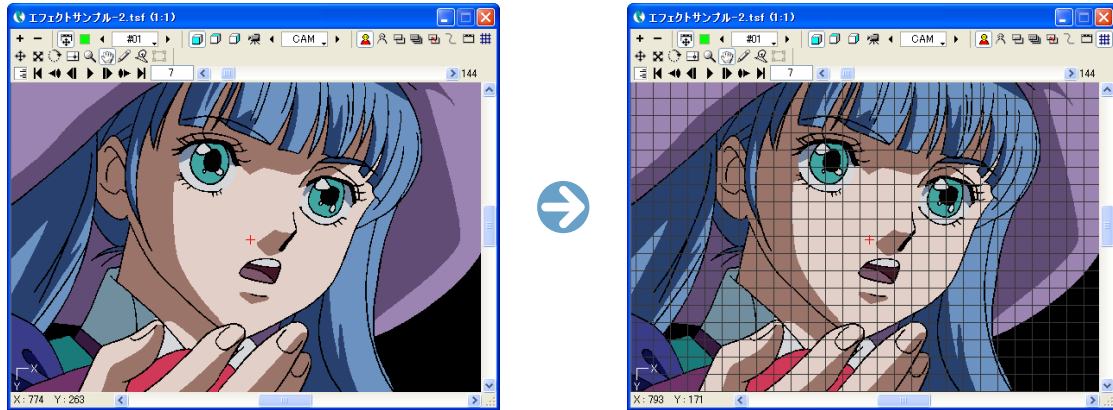 エフェクトサンプル-2.tsf (1:1)
#01 CAM
7 144
X
Y
X : 774 Y : 263
エフェクトサンプル-2.tsf (1:1)
#01 CAM
7 144
X
Y
X : 793 Y : 171